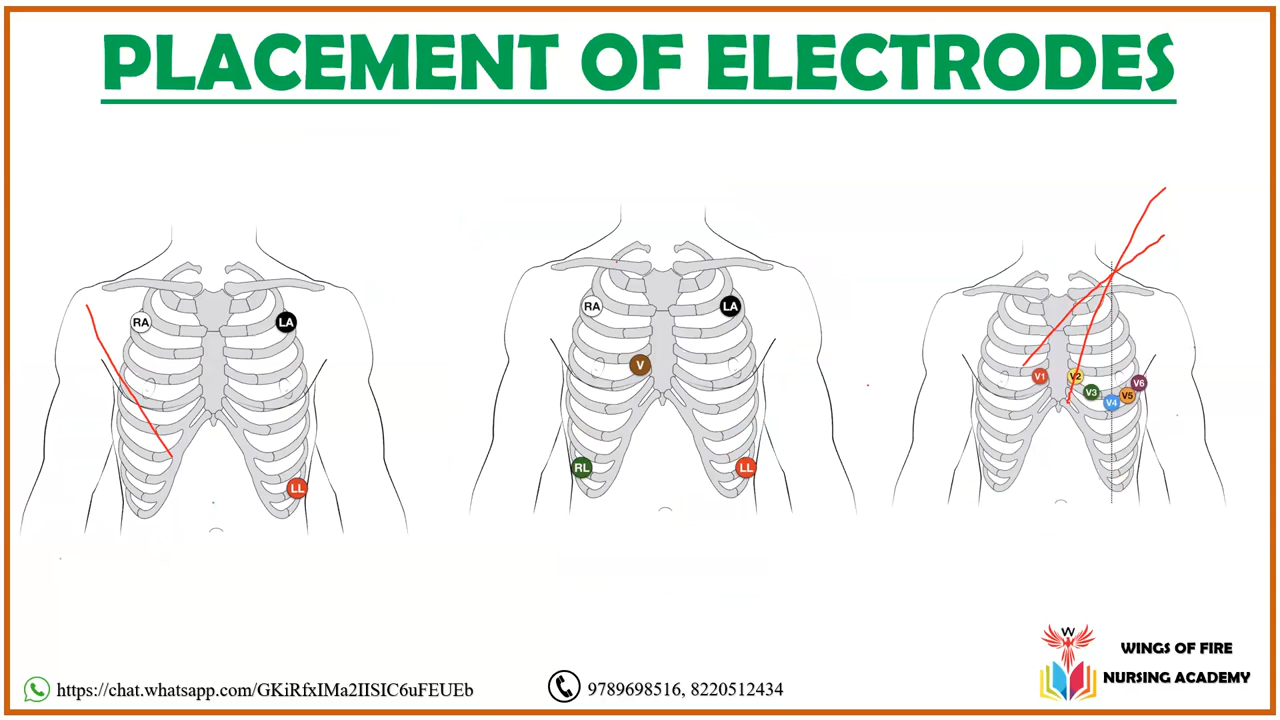 PLACEMENT OF ELECTRODES
RA
LA
LL
RA
LA
V
RL
LL
V1
V2
V3
V4
V5
V6
W
WINGS OF FIRE
NURSING ACADEMY
https://chat.whatsapp.com/GKiRfxIMa2IISIC6uFEUEb
9789698516, 8220512434